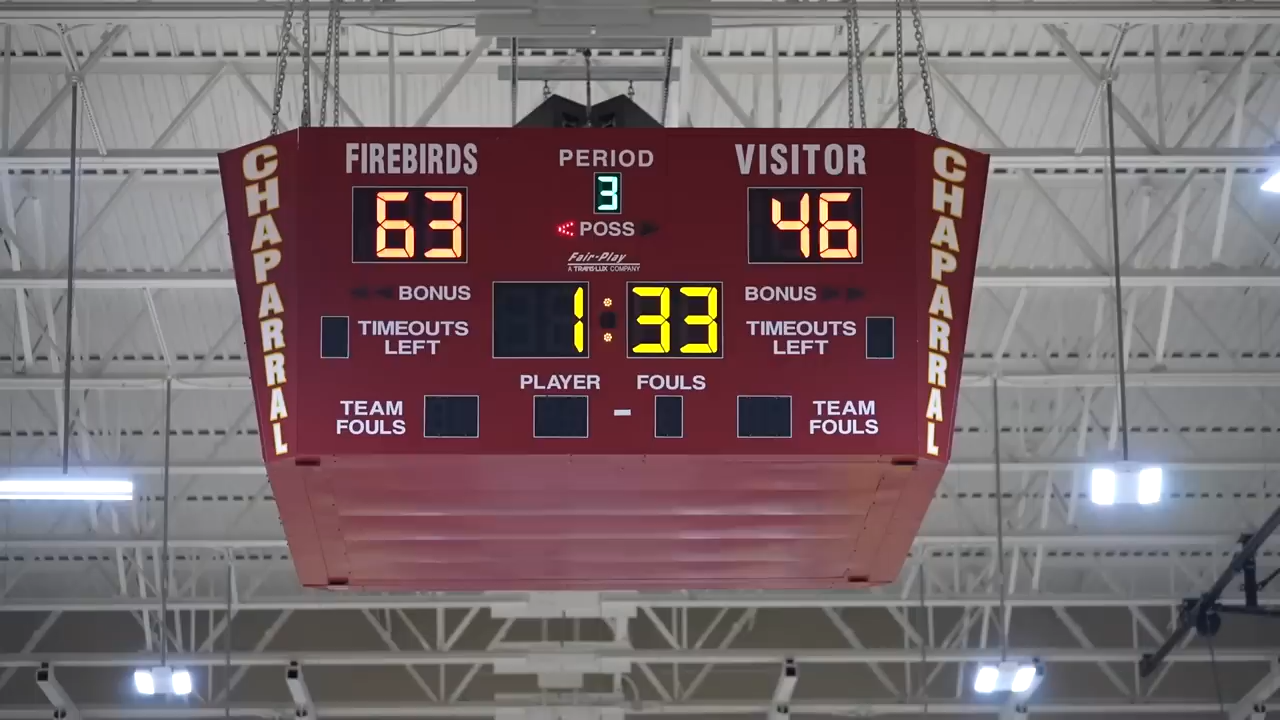 CHAPARRAL
FIREBIRDS
63
PERIOD
3
POSS
Fair-Play
A TRANS-LUX COMPANY
VISITOR
46
CHAPARRAL
BONUS
1:33
BONUS
TIMEOUTS
LEFT
TIMEOUTS
LEFT
PLAYER
FOULS
TEAM
FOULS
-
TEAM
FOULS